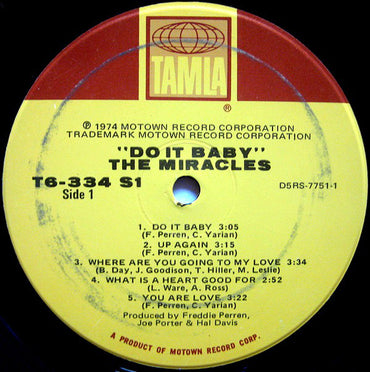 TAMLA
®
℗ 1974 MOTOWN RECORD CORPORATION
TRADEMARK MOTOWN RECORD CORPORATION
"DO IT BABY"
THE MIRACLES
T6-334 S1
Side 1
D5RS-7751-1
1. DO IT BABY 3:05
(F. Perren, C. Yarian)
2. UP AGAIN 3:15
(F. Perren, C. Yarian)
3. WHERE ARE YOU GOING TO MY LOVE 3:34
(B. Day, J. Goodison, T. Hiller, M. Leslie)
4. WHAT IS A HEART GOOD FOR 2:52
(L. Ware, A. Ross)
5. YOU ARE LOVE 3:22
(F. Perren, C. Yarian)
Produced by Freddie Perren,
Joe Porter & Hal Davis
A PRODUCT OF MOTOWN RECORD CORP.